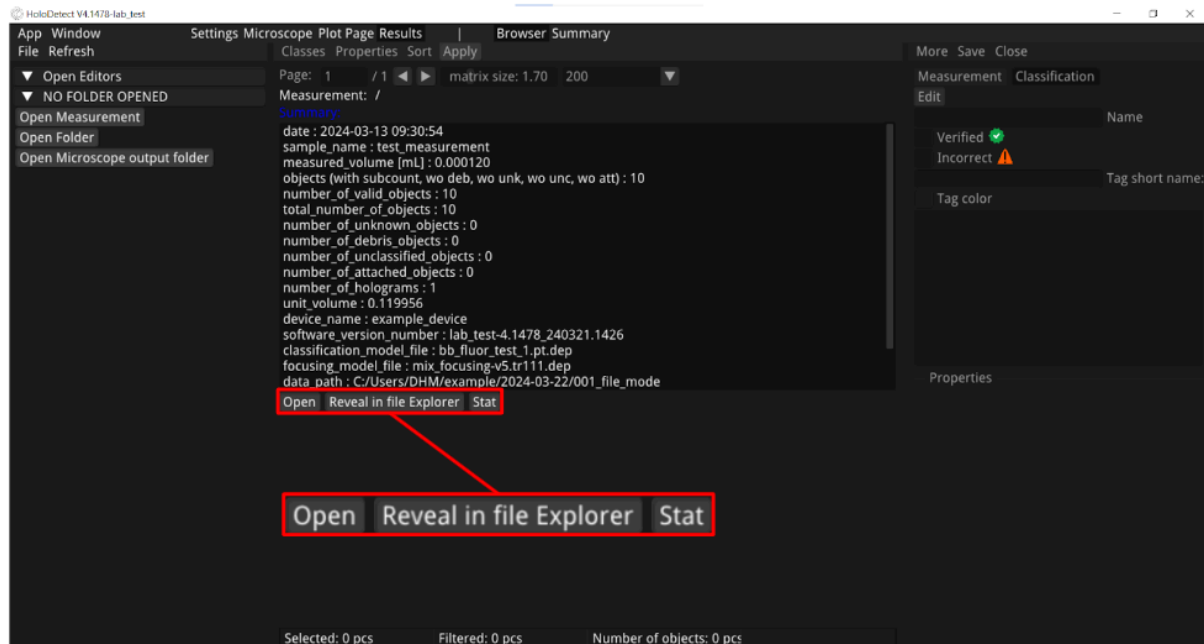 HoloDetect V4.1478-lab_test
App Window Settings Microscope Plot Page Results | Browser Summary
File Refresh
▼ Open Editors
▼ NO FOLDER OPENED
Open Measurement
Open Folder
Open Microscope output folder
Classes Properties Sort Apply
Page: 1 / 1 ◀ ▶ matrix size: 1.70 200 ▼
Measurement: /
Summary:
date : 2024-03-13 09:30:54
sample_name : test_measurement
measured_volume [mL] : 0.000120
objects (with subcount, wo deb, wo unk, wo unc, wo att) : 10
number_of_valid_objects : 10
total_number_of_objects : 10
number_of_unknown_objects : 0
number_of_debris_objects : 0
number_of_unclassified_objects : 0
number_of_attached_objects : 0
number_of_holograms : 1
unit_volume : 0.119956
device_name : example_device
software_version_number : lab_test-4.1478_240321.1426
classification_model_file : bb_fluor_test_1.pt.dep
focusing_model_file : mix_focusing-v5.tr111.dep
data_path : C:/Users/DHM/example/2024-03-22/001_file_mode
Open Reveal in file Explorer Stat
Open Reveal in file Explorer Stat
Selected: 0 pcs Filtered: 0 pcs Number of objects: 0 pcs
More Save Close
Measurement Classification
Edit
Name
Verified
Incorrect
Tag short name:
Tag color
Properties